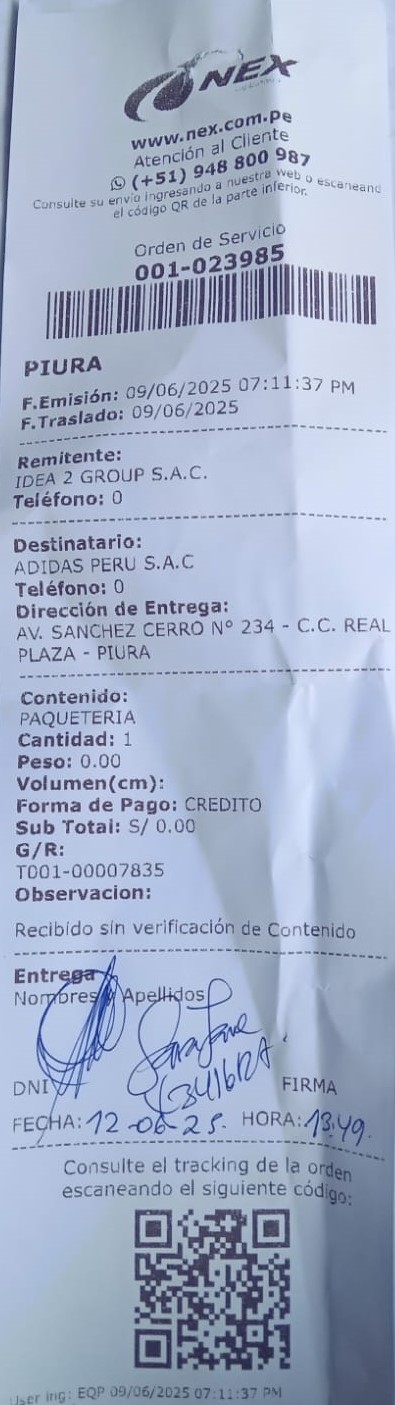 NEX
www.nex.com.pe
Atención al Cliente
(+51) 948 800 987
Consulte su envío ingresando a nuestra web o escaneand
el código QR de la parte inferior.
Orden de Servicio
001-023985
PIURA
F.Emisión: 09/06/2025 07:11:37 PM
F.Traslado: 09/06/2025
Remitente:
IDEA 2 GROUP S.A.C.
Teléfono: 0
Destinatario:
ADIDAS PERU S.A.C
Teléfono: 0
Dirección de Entrega:
AV. SANCHEZ CERRO N° 234 - C.C. REAL
PLAZA - PIURA
Contenido:
PAQUETERIA
Cantidad: 1
Peso: 0.00
Volumen(cm):
Forma de Pago: CREDITO
Sub Total: S/ 0.00
G/R:
T001-00007835
Observacion:
Recibido sin verificación de Contenido
Entrega
Nombres y Apellidos
DNI FIRMA
FECHA: 12-06-25. HORA: 13:49.
Consulte el tracking de la orden
escaneando el siguiente código:
User ing: EQP 09/06/2025 07:11:37 PM